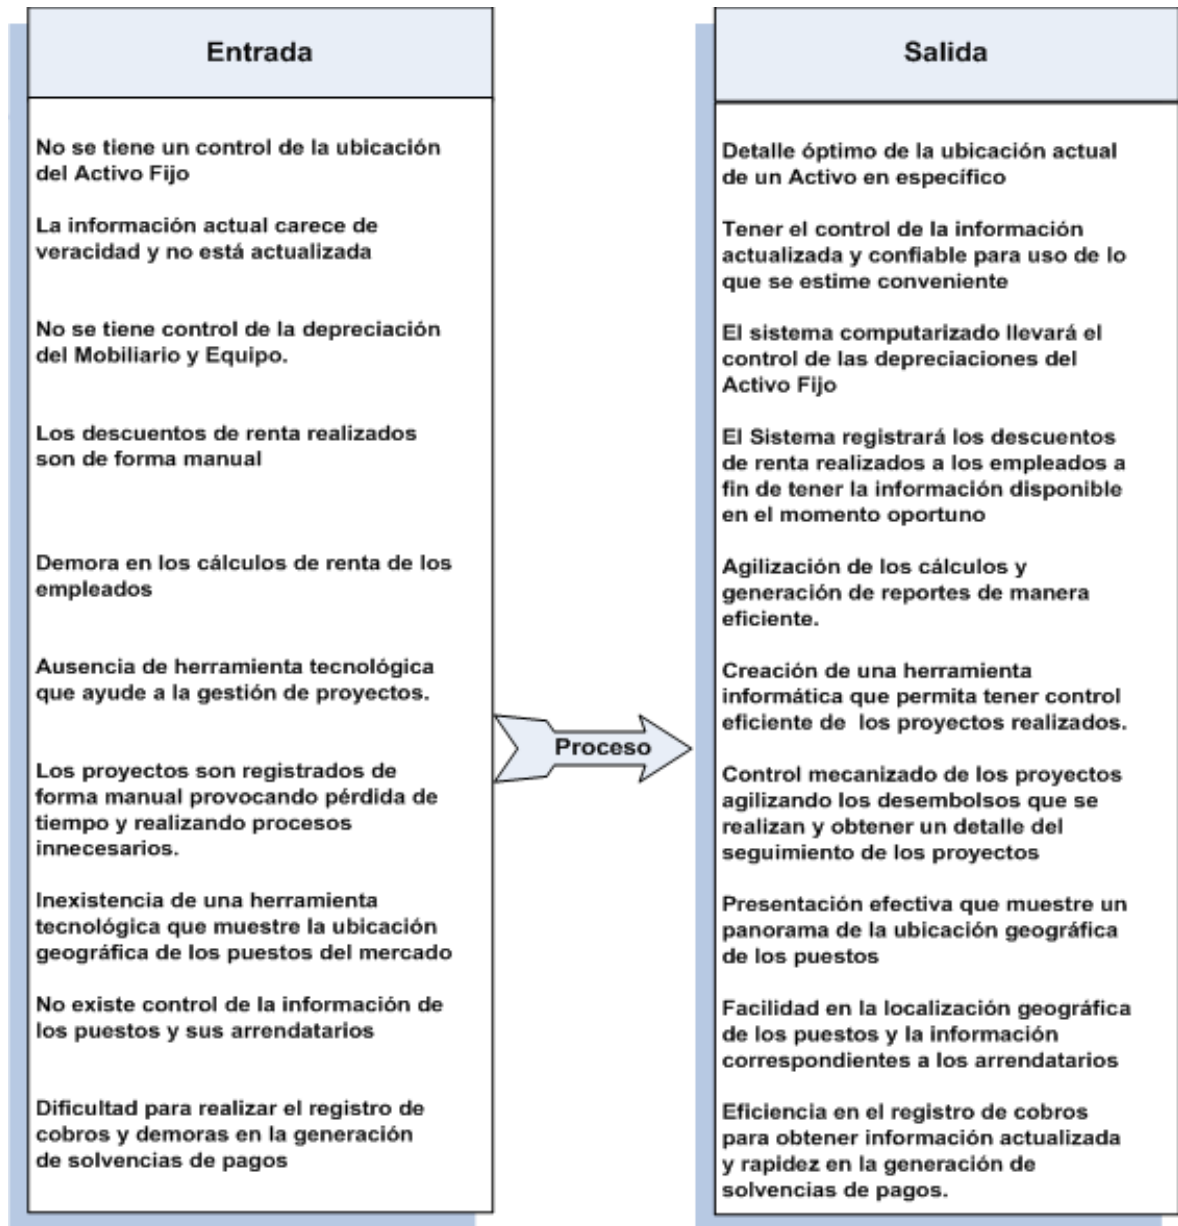 Entrada
No se tiene un control de la ubicación
del Activo Fijo
La información actual carece de
veracidad y no está actualizada
No se tiene control de la depreciación
del Mobiliario y Equipo.
Los descuentos de renta realizados
son de forma manual
Demora en los cálculos de renta de los
empleados
Ausencia de herramienta tecnológica
que ayude a la gestión de proyectos.
Los proyectos son registrados de
forma manual provocando pérdida de
tiempo y realizando procesos
innecesarios.
Inexistencia de una herramienta
tecnológica que muestre la ubicación
geográfica de los puestos del mercado
No existe control de la información de
los puestos y sus arrendatarios
Dificultad para realizar el registro de
cobros y demoras en la generación
de solvencias de pagos
Proceso
Salida
Detalle óptimo de la ubicación actual
de un Activo en específico
Tener el control de la información
actualizada y confiable para uso de lo
que se estime conveniente
El sistema computarizado llevará el
control de las depreciaciones del
Activo Fijo
El Sistema registrará los descuentos
de renta realizados a los empleados a
fin de tener la información disponible
en el momento oportuno
Agilización de los cálculos y
generación de reportes de manera
eficiente.
Creación de una herramienta
informática que permita tener control
eficiente de  los proyectos realizados.
Control mecanizado de los proyectos
agilizando los desembolsos que se
realizan y obtener un detalle del
seguimiento de los proyectos
Presentación efectiva que muestre un
panorama de la ubicación geográfica
de los puestos
Facilidad en la localización geográfica
de los puestos y la información
correspondientes a los arrendatarios
Eficiencia en el registro de cobros
para obtener información actualizada
y rapidez en la generación de
solvencias de pagos.